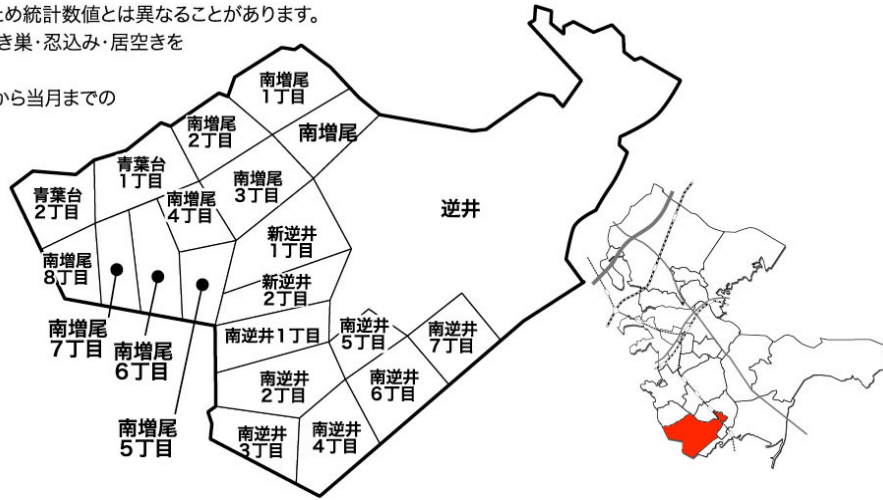 ため統計数値とは異なることがあります。
き巣・忍込み・居空きを
から当月までの
南増尾
1丁目
南増尾
2丁目
南増尾
青葉台
1丁目
南増尾
3丁目
青葉台
2丁目
南増尾
4丁目
逆井
新逆井
1丁目
南増尾
8丁目
新逆井
2丁目
南増尾
7丁目
南増尾
6丁目
南増尾
5丁目
南逆井1丁目
南逆井
5丁目
南逆井
7丁目
南逆井
2丁目
南逆井
6丁目
南逆井
3丁目
南逆井
4丁目